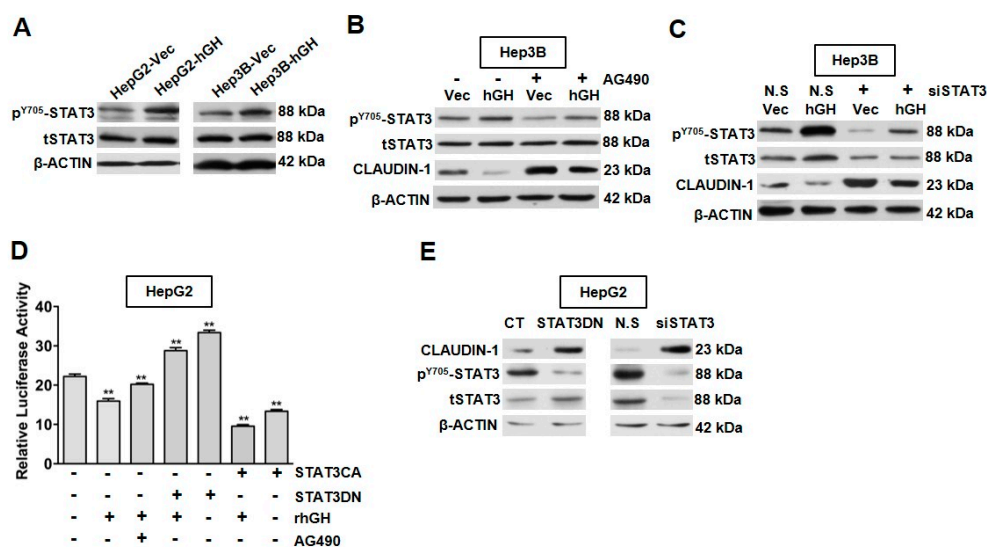 A
HepG2-Vec HepG2-hGH Hep3B-Vec Hep3B-hGH
pY705-STAT3 88 kDa
tSTAT3 88 kDa
β-ACTIN 42 kDa
B
Hep3B
- - + + AG490
Vec hGH Vec hGH
pY705-STAT3 88 kDa
tSTAT3 88 kDa
CLAUDIN-1 23 kDa
β-ACTIN 42 kDa
C
Hep3B
N.S N.S + + siSTAT3
Vec hGH Vec hGH
pY705-STAT3 88 kDa
tSTAT3 88 kDa
CLAUDIN-1 23 kDa
β-ACTIN 42 kDa
D
HepG2
Relative Luciferase Activity
40
30
20
10
0
** ** ** ** ** **
- - - - - + + STAT3CA
- - - + + - - STAT3DN
- + + + - + - rhGH
- - + - - - - AG490
E
HepG2
CT STAT3DN N.S siSTAT3
CLAUDIN-1 23 kDa
pY705-STAT3 88 kDa
tSTAT3 88 kDa
β-ACTIN 42 kDa